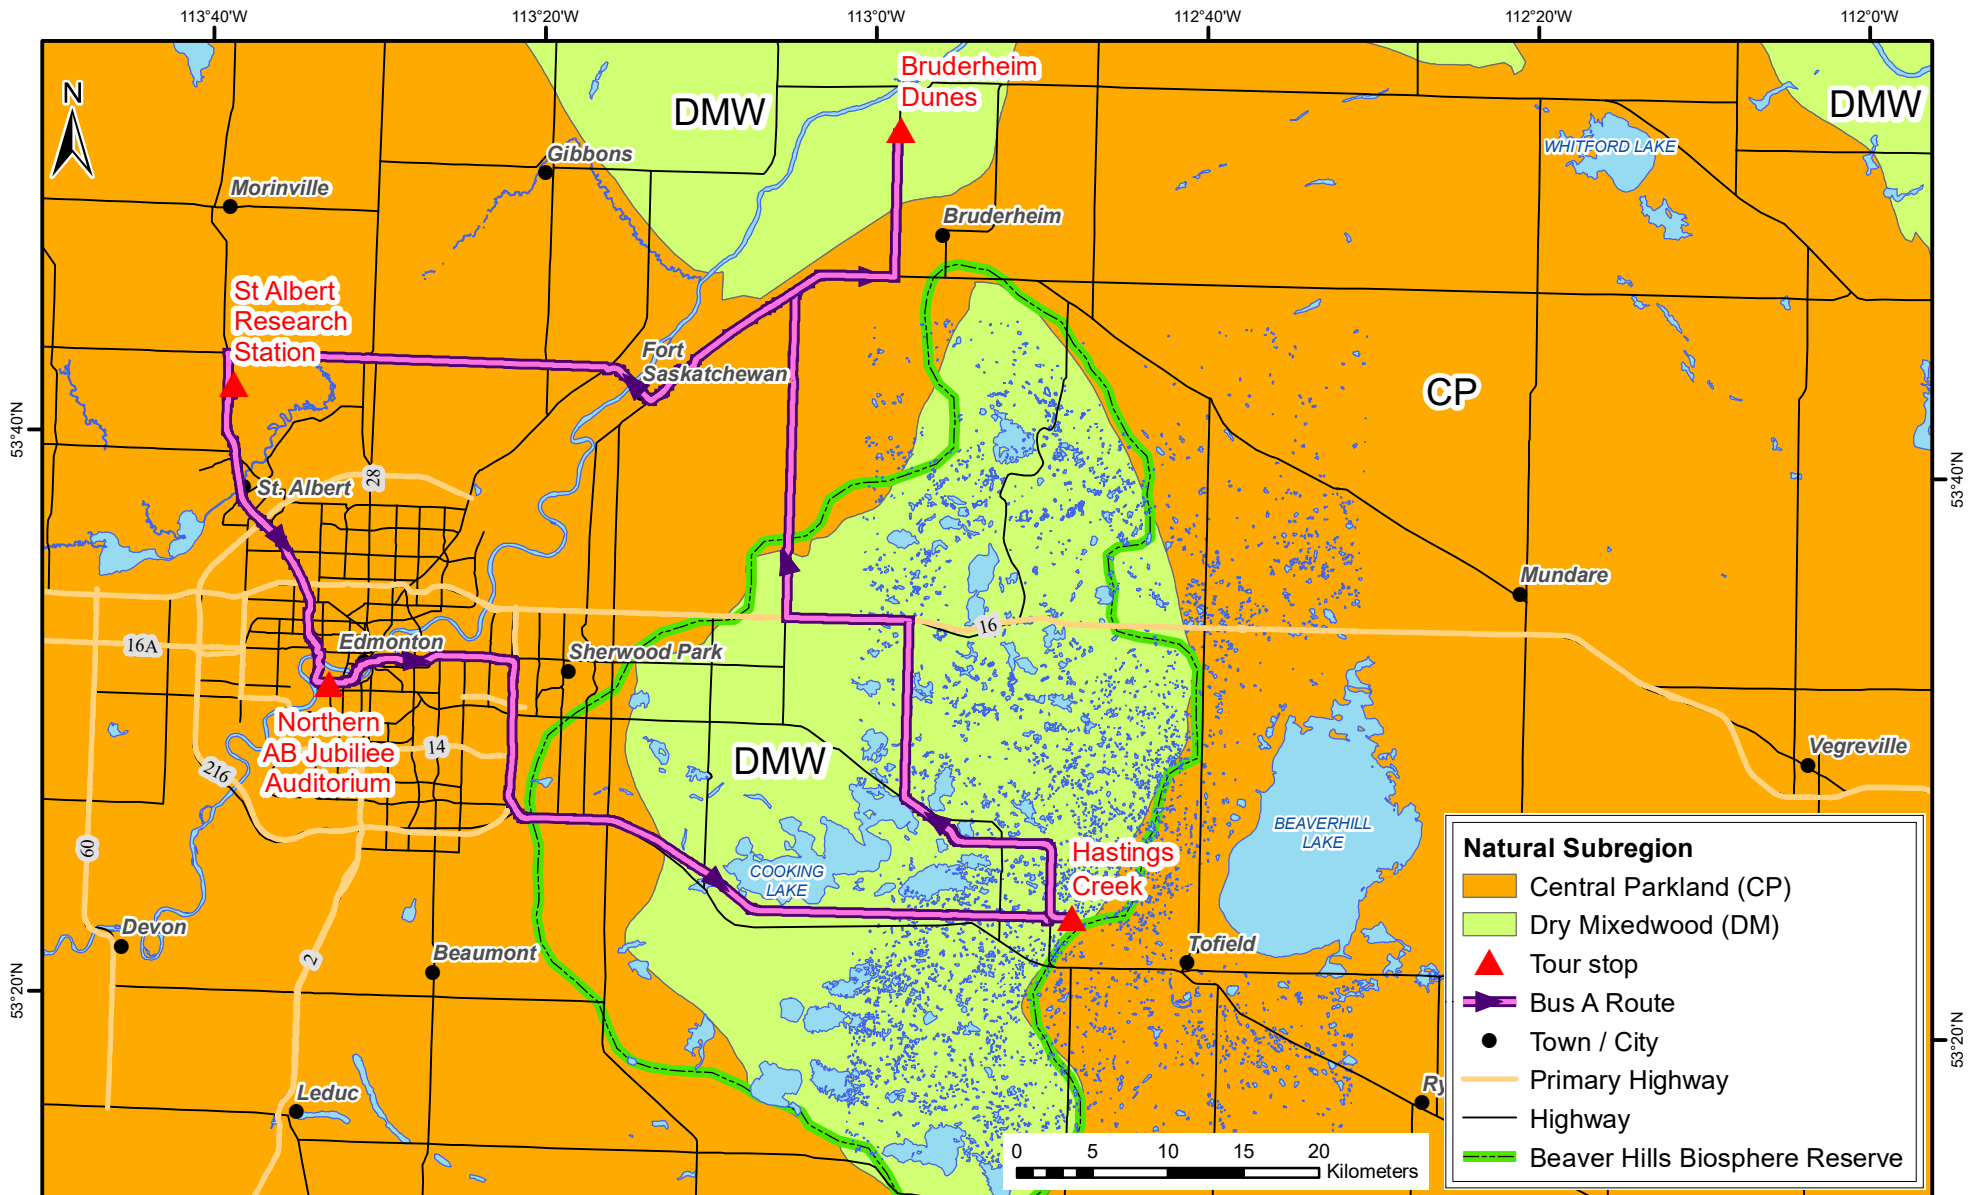 113°40'W
113°20'W
113°0'W
112°40'W
112°20'W
112°0'W
N
Bruderheim
Dunes
DMW
DMW
WHITFORD LAKE
Gibbons
Morinville
Bruderheim
St Albert
Research
Station
Fort
Saskatchewan
CP
53°40'N
53°40'N
28
St. Albert
Mundare
16
16A
Edmonton
Sherwood Park
Northern
AB Jubiliee
Auditorium
14
216
DMW
Vegreville
60
BEAVERHILL
LAKE
COOKING
LAKE
Hastings
Creek
Devon
2
Beaumont
Tofield
53°20'N
53°20'N
Leduc
Ry
0 5 10 15 20
Kilometers
Natural Subregion
Central Parkland (CP)
Dry Mixedwood (DM)
Tour stop
Bus A Route
Town / City
Primary Highway
Highway
Beaver Hills Biosphere Reserve